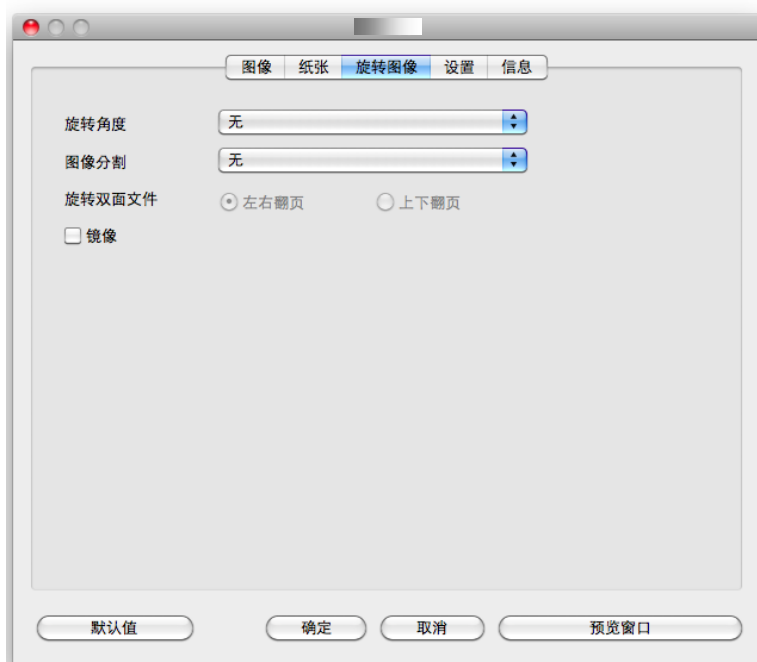 图像 纸张 旋转图像 设置 信息
旋转角度 无
图像分割 无
旋转双面文件 左右翻页 上下翻页
镜像
默认值 确定 取消 预览窗口